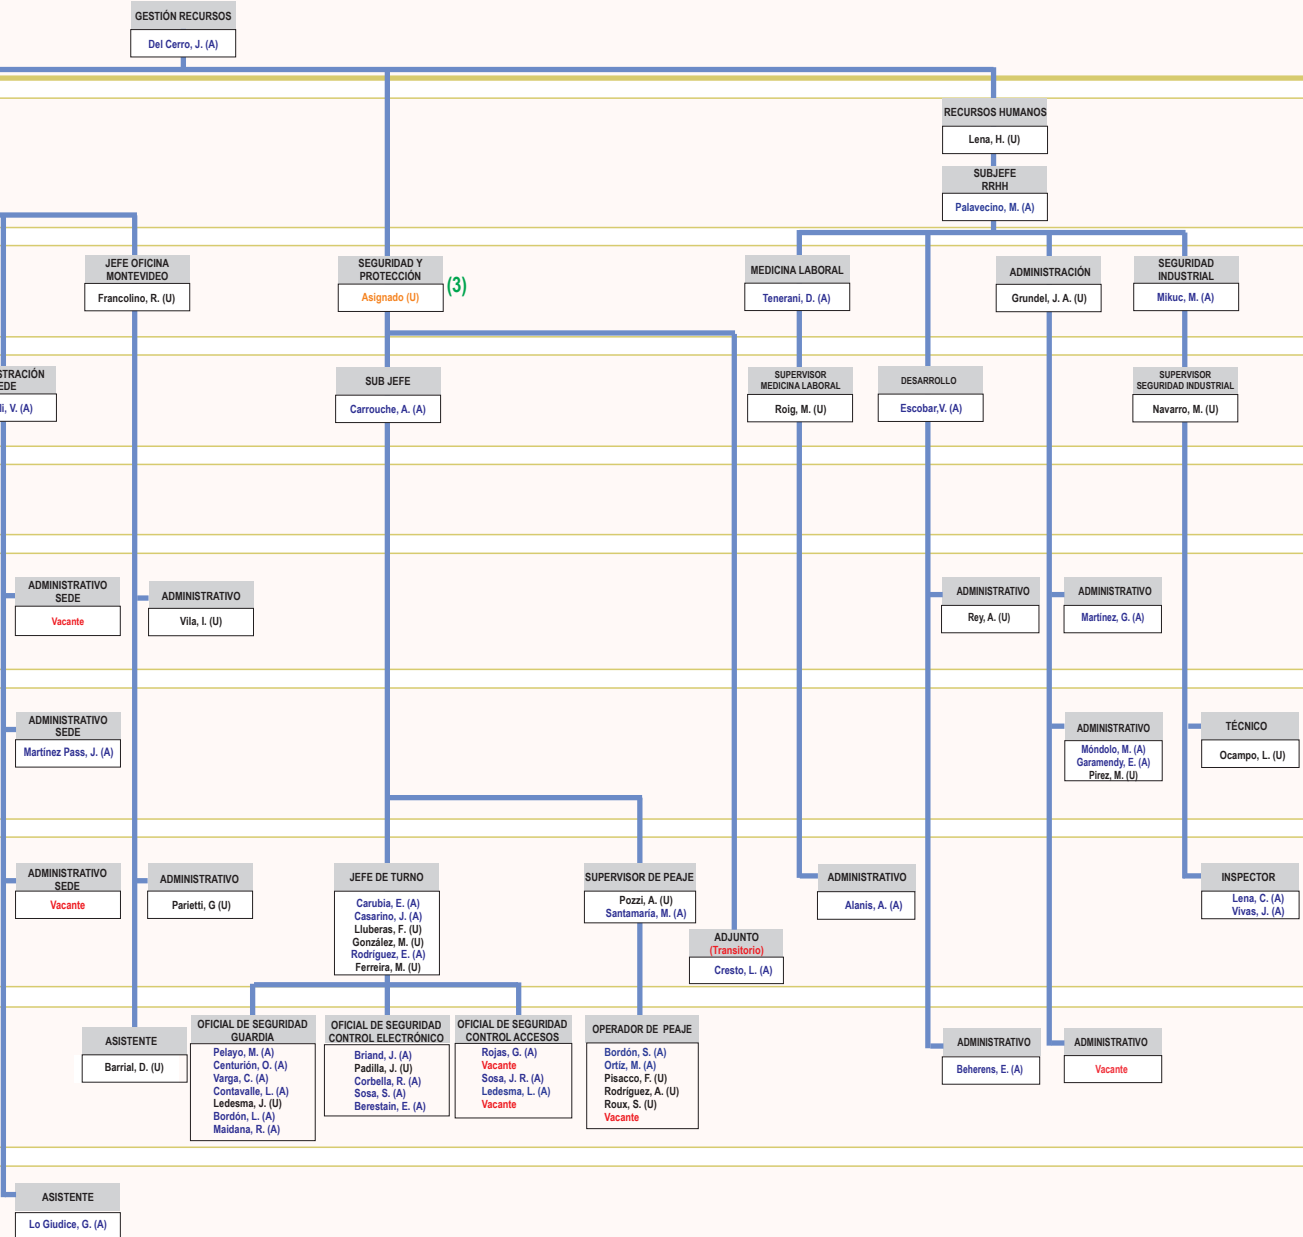 GESTIÓN RECURSOS
Del Cerro, J. (A)
RECURSOS HUMANOS
Lena, H. (U)
SUBJEFE
RRHH
Palavecino, M. (A)
JEFE OFICINA
MONTEVIDEO
Francolino, R. (U)
SEGURIDAD Y
PROTECCIÓN
Asignado (U)
(3)
MEDICINA LABORAL
Tenerani, D. (A)
ADMINISTRACIÓN
Grundel, J. A. (U)
SEGURIDAD
INDUSTRIAL
Mikuc, M. (A)
V. (A)
SUB JEFE
Carrouche, A. (A)
SUPERVISOR
MEDICINA LABORAL
Roig, M. (U)
DESARROLLO
Escobar,V. (A)
SUPERVISOR
SEGURIDAD INDUSTRIAL
Navarro, M. (U)
ADMINISTRATIVO
SEDE
Vacante
ADMINISTRATIVO
Vila, I. (U)
ADMINISTRATIVO
Rey, A. (U)
ADMINISTRATIVO
Martínez, G. (A)
ADMINISTRATIVO
SEDE
Martínez Pass, J. (A)
ADMINISTRATIVO
Móndolo, M. (A)
Garamendy, E. (A)
Pirez, M. (U)
TÉCNICO
Ocampo, L. (U)
ADMINISTRATIVO
SEDE
Vacante
ADMINISTRATIVO
Parietti, G (U)
JEFE DE TURNO
Carubia, E. (A)
Casarino, J. (A)
Lluberas, F. (U)
González, M. (U)
Rodríguez, E. (A)
Ferreira, M. (U)
SUPERVISOR DE PEAJE
Pozzi, A. (U)
Santamaría, M. (A)
ADJUNTO
(Transitorio)
Cresto, L. (A)
ADMINISTRATIVO
Alanis, A. (A)
INSPECTOR
Lena, C. (A)
Vivas, J. (A)
ASISTENTE
Barrial, D. (U)
OFICIAL DE SEGURIDAD
GUARDIA
Pelayo, M. (A)
Centurión, O. (A)
Varga, C. (A)
Contavalle, L. (A)
Ledesma, J. (U)
Bordón, L. (A)
Maidana, R. (A)
OFICIAL DE SEGURIDAD
CONTROL ELECTRÓNICO
Briand, J. (A)
Padilla, J. (U)
Corbella, R. (A)
Sosa, S. (A)
Berestain, E. (A)
OFICIAL DE SEGURIDAD
CONTROL ACCESOS
Rojas, G. (A)
Vacante
Sosa, J. R. (A)
Ledesma, L. (A)
Vacante
OPERADOR DE PEAJE
Bordón, S. (A)
Ortíz, M. (A)
Pisacco, F. (U)
Rodríguez, A. (U)
Roux, S. (U)
Vacante
ADMINISTRATIVO
Beherens, E. (A)
ADMINISTRATIVO
Vacante
ASISTENTE
Lo Giudice, G. (A)